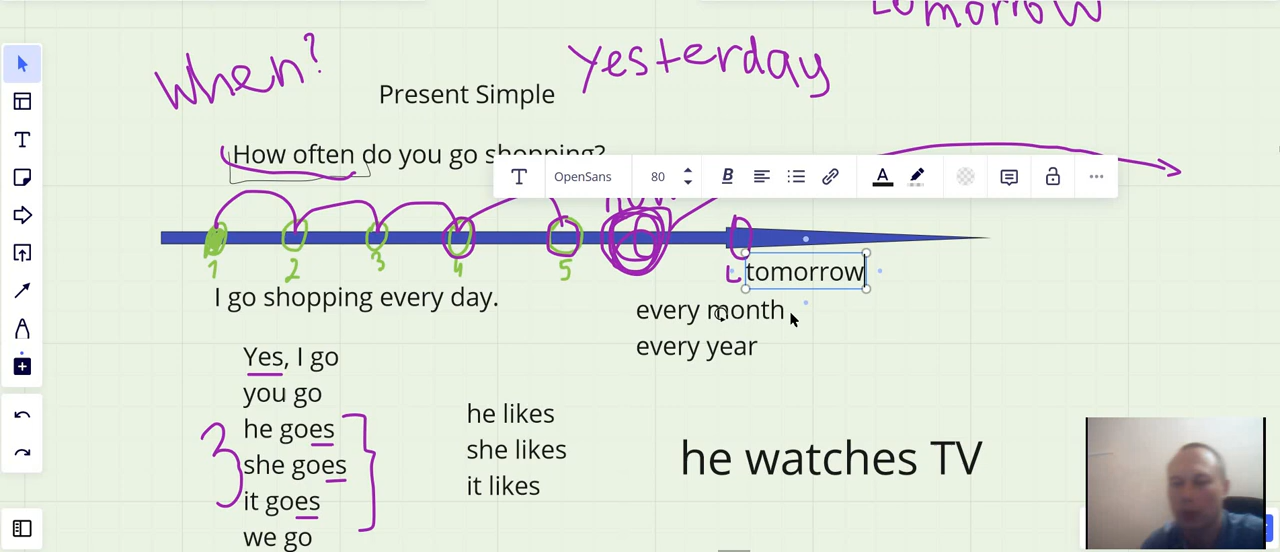 tomorrow
When?
yesterday
Present Simple
How often do you go shopping?
OpenSans
80
B
A
now
1 2 3 4 5
tomorrow
I go shopping every day.
every month
every year
Yes, I go
you go
he goes
3
she goes
it goes
we go
he likes
she likes
it likes
he watches TV